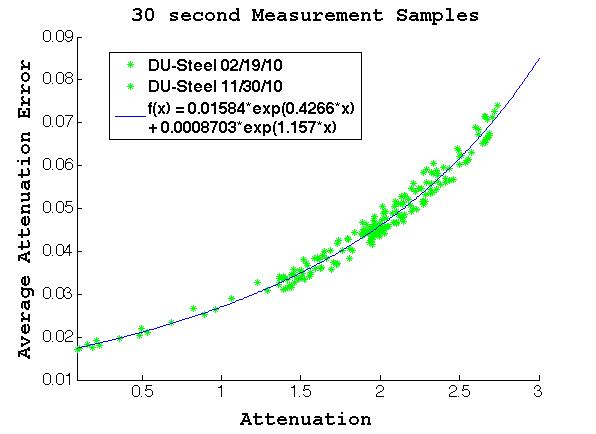 30 second Measurement Samples
0.09
0.08
0.07
0.06
0.05
0.04
0.03
0.02
0.01
Average Attenuation Error
DU-Steel 02/19/10
DU-Steel 11/30/10
f(x) = 0.01584*exp(0.4266*x)
+ 0.0008703*exp(1.157*x)
0.5
1
1.5
2
2.5
3
Attenuation